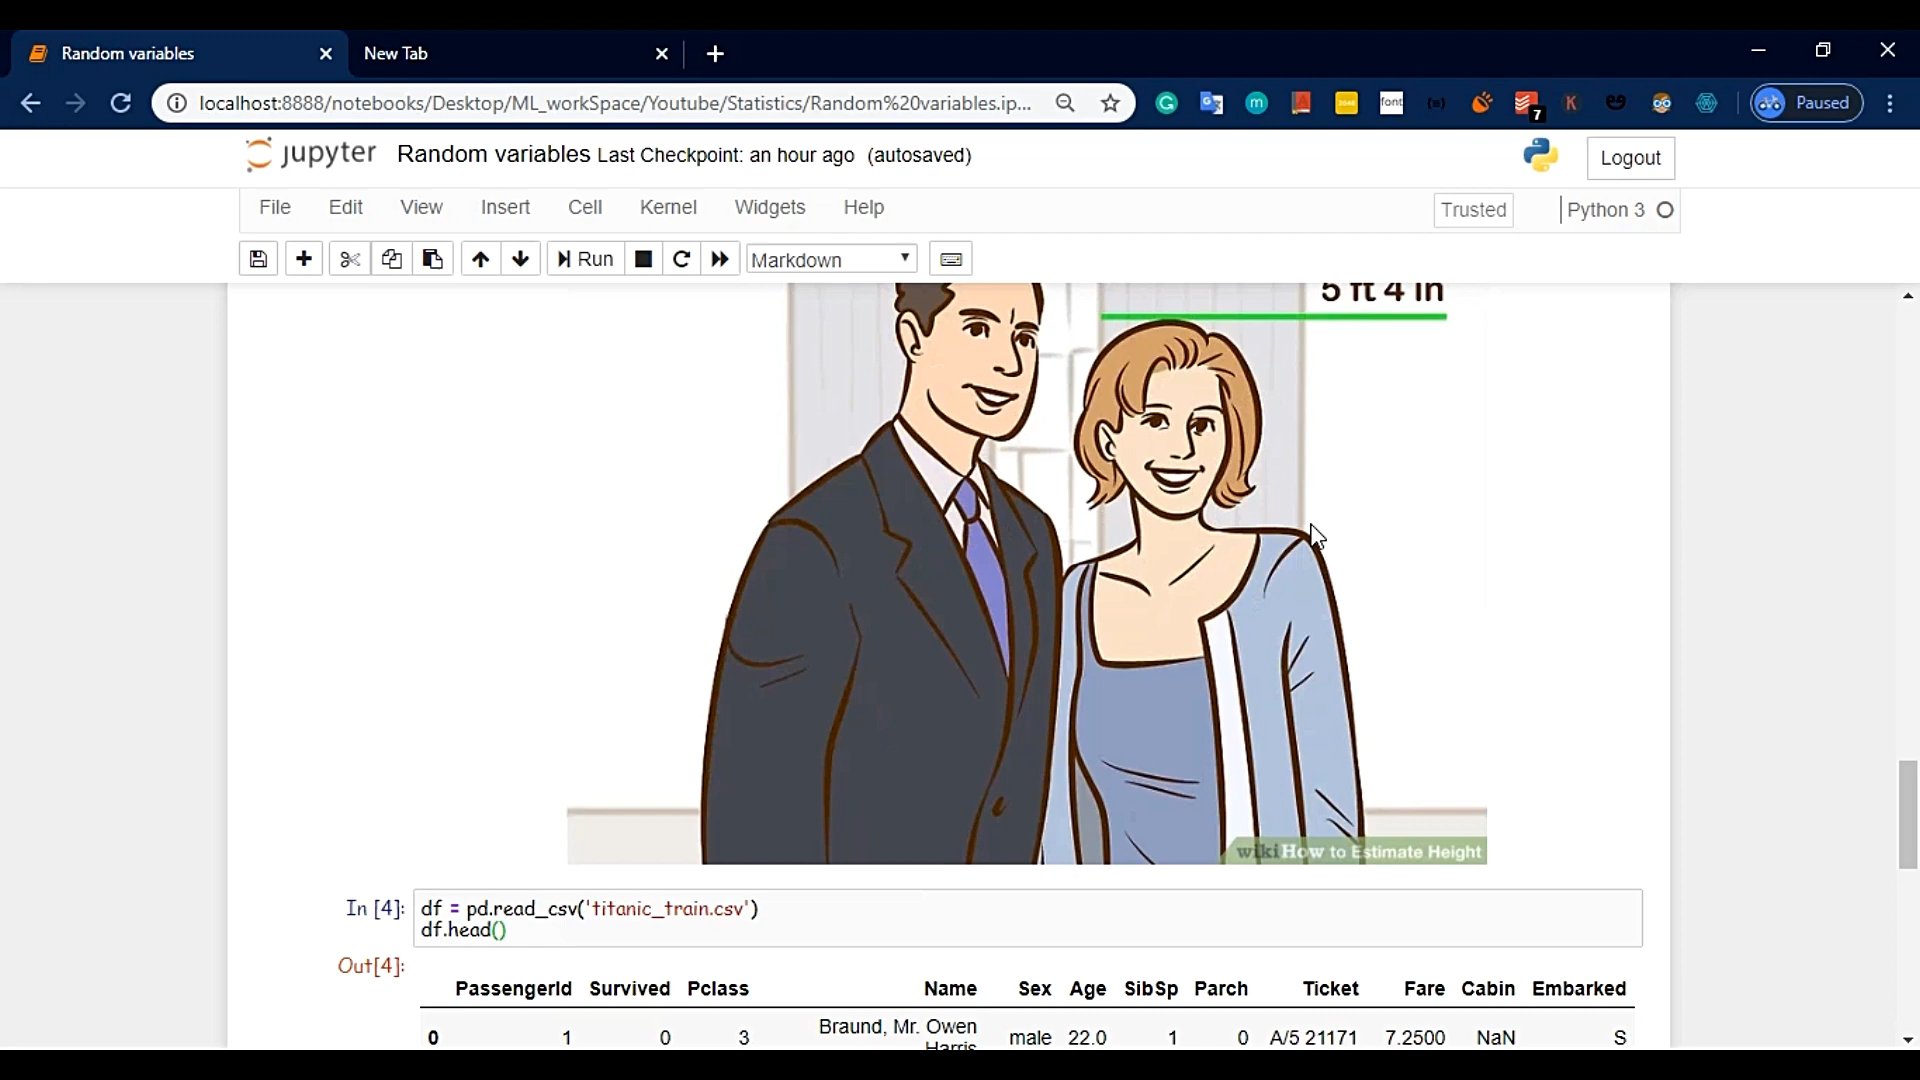 Random variables
New Tab
localhost:8888/notebooks/Desktop/ML_workSpace/Youtube/Statistics/Random%20variables.ip...
font
7
K
Paused
jupyter
Random variables Last Checkpoint: an hour ago (autosaved)
Logout
File Edit View Insert Cell Kernel Widgets Help
Trusted
Python 3
Run
Markdown
5 ft 4 in
wikiHow to Estimate Height
In [4]: df = pd.read_csv('titanic_train.csv')
df.head()
Out[4]:
PassengerId Survived Pclass Name Sex Age SibSp Parch Ticket Fare Cabin Embarked
0 1 0 3 Braund, Mr. Owen Harris male 22.0 1 0 A/5 21171 7.2500 NaN S